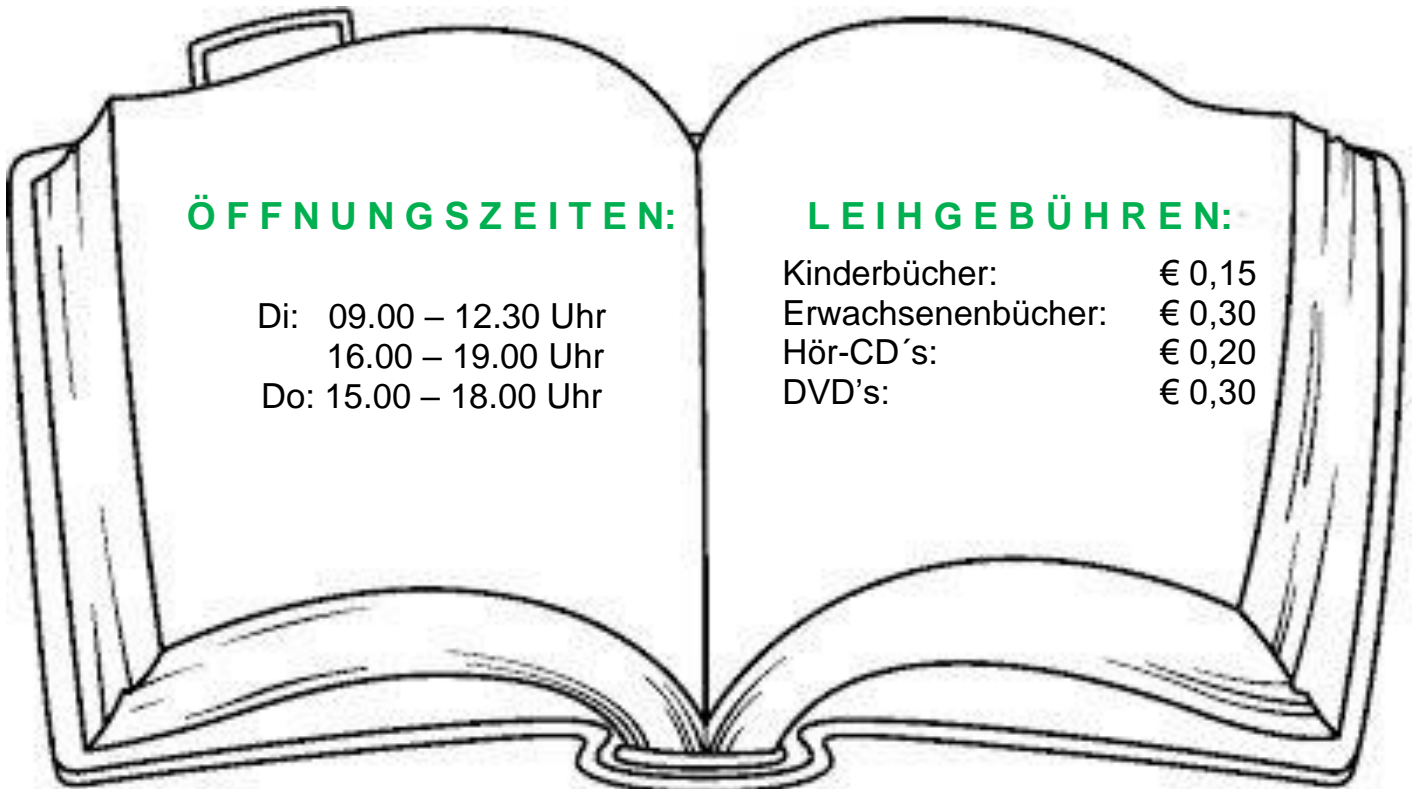 Ö F F N U N G S Z E I T E N:
Di: 09.00 – 12.30 Uhr
16.00 – 19.00 Uhr
Do: 15.00 – 18.00 Uhr
L E I H G E B Ü H R E N:
Kinderbücher: € 0,15
Erwachsenenbücher: € 0,30
Hör-CD´s: € 0,20
DVD’s: € 0,30